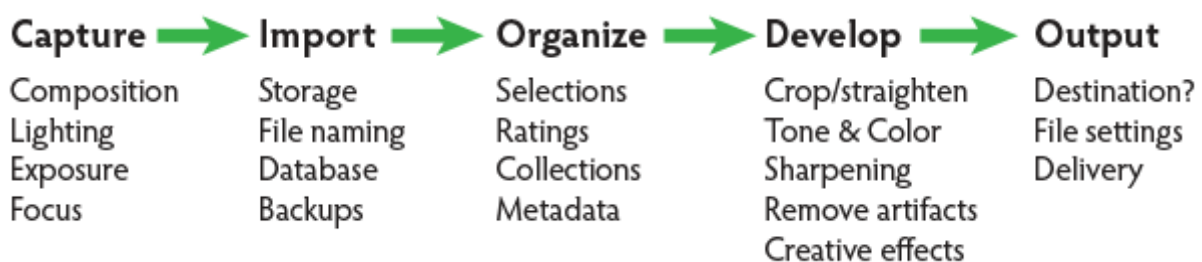 Capture Import Organize Develop Output
Composition Storage Selections Crop/straighten Destination?
Lighting File naming Ratings Tone & Color File settings
Exposure Database Collections Sharpening Delivery
Focus Backups Metadata Remove artifacts
Creative effects